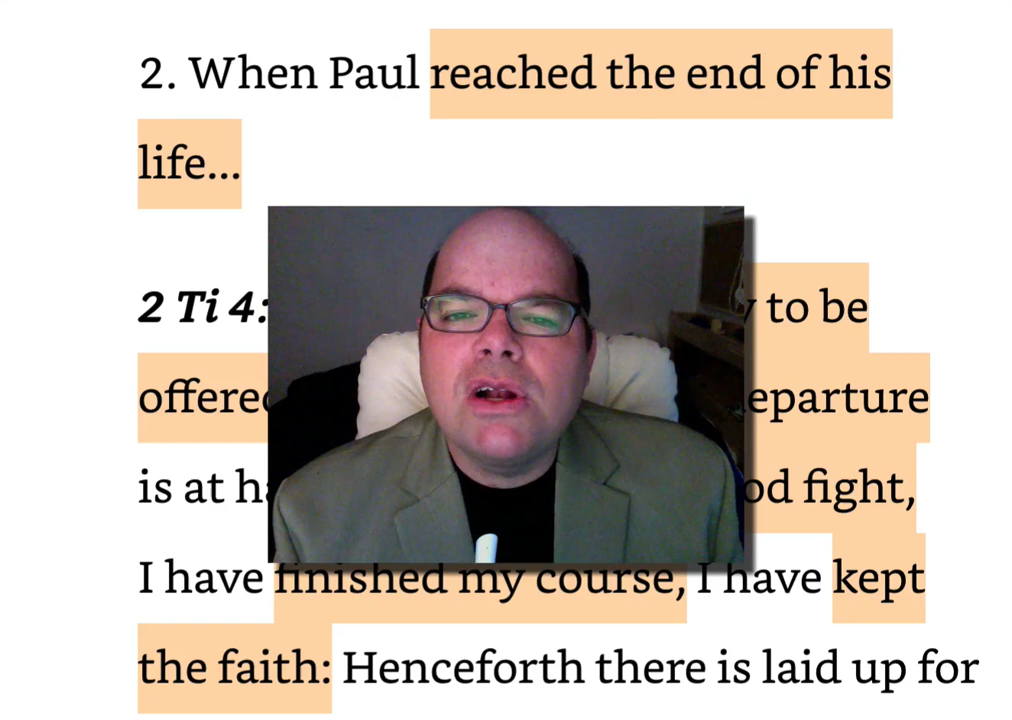 2. When Paul reached the end of his
life...
2 Ti 4: to be
offered eparture
is at od fight,
I have finished my course, I have kept
the faith: Henceforth there is laid up for